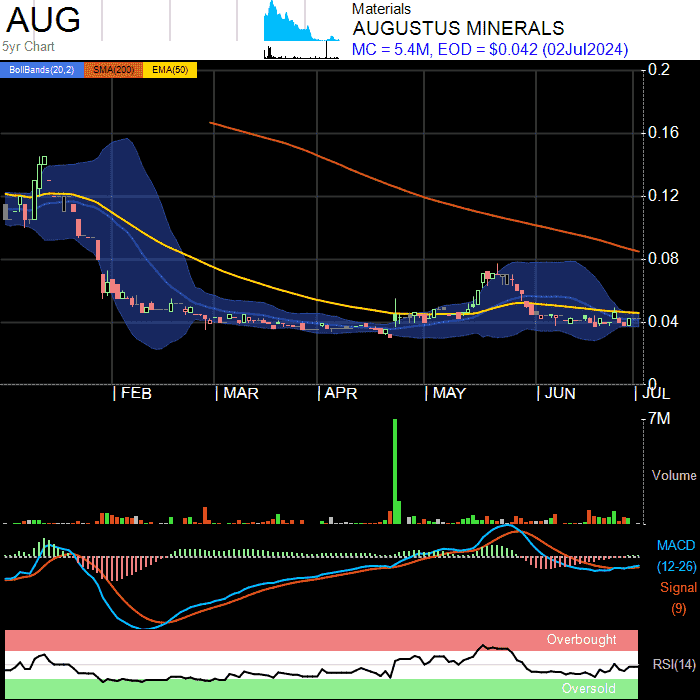 AUG
5yr Chart
Materials
AUGUSTUS MINERALS
MC = 5.4M, EOD = $0.042 (02Jul2024)
BollBands(20,2) SMA(200) EMA(50)
0.2
0.16
0.12
0.08
0.04
0
FEB MAR APR MAY JUN JUL
7M
Volume
MACD
(12-26)
Signal
(9)
Overbought
RSI(14)
Oversold